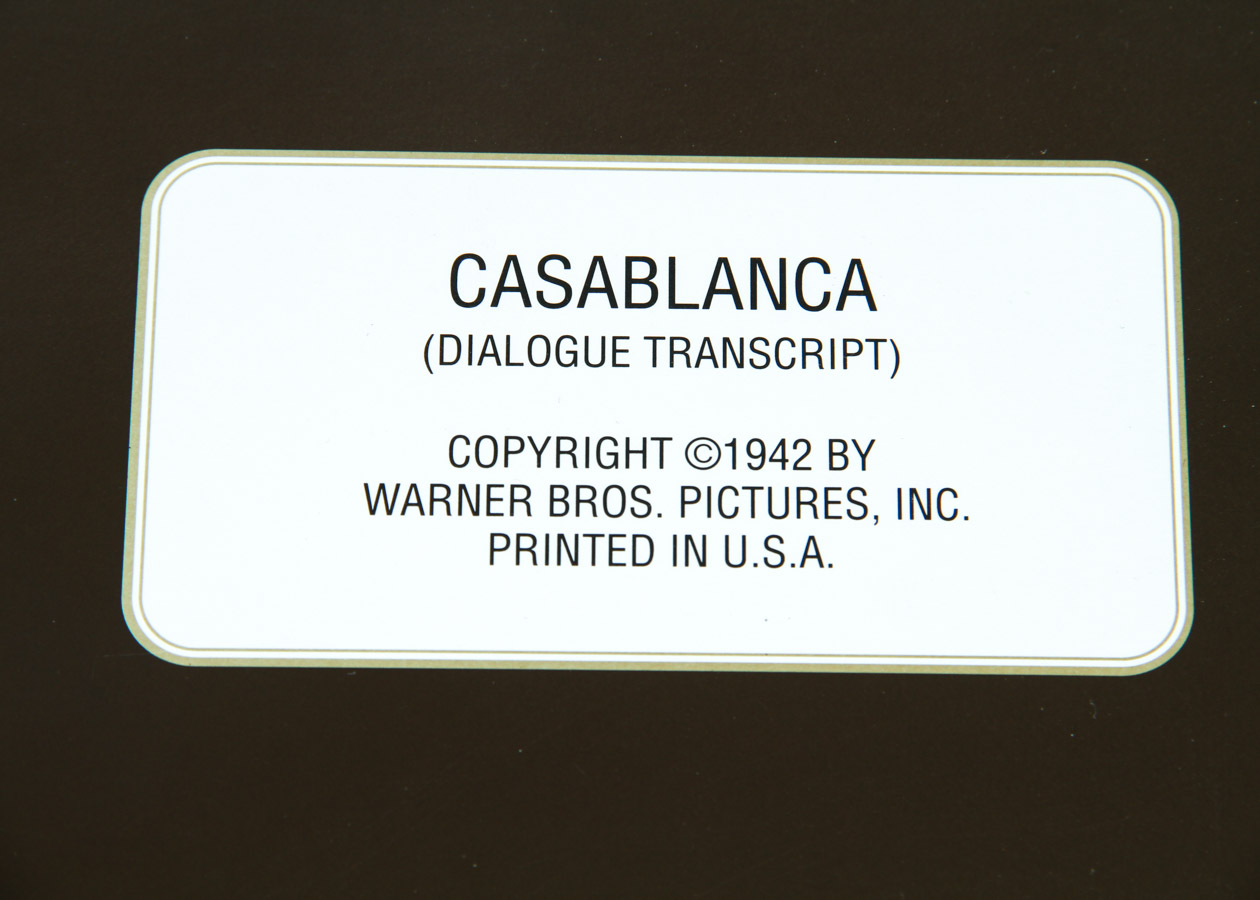 CASABLANCA
(DIALOGUE TRANSCRIPT)
COPYRIGHT ©1942 BY
WARNER BROS. PICTURES, INC.
PRINTED IN U.S.A.